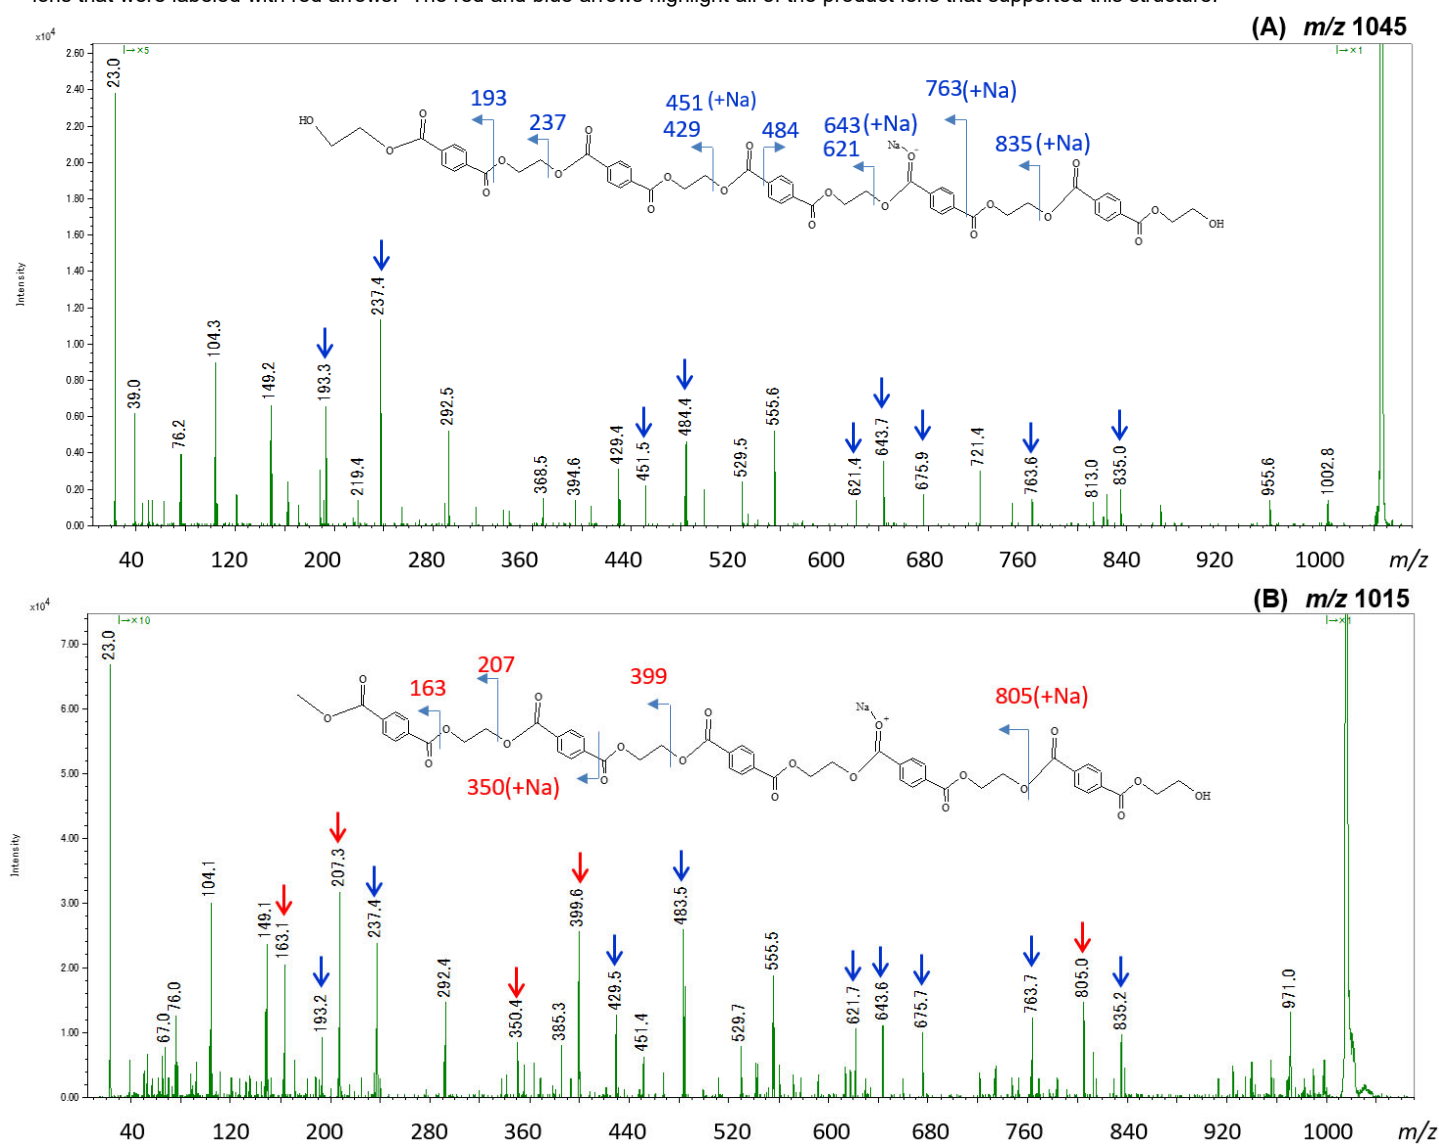 ions that were labeled with red arrows. The red and blue arrows highlight all of the product ions that supported this structure.
(A) m/z 1045
x10⁴
I→×5
I→×1
2.60
2.40
2.20
2.00
1.80
1.60
1.40
1.20
1.00
0.80
0.60
0.40
0.20
0.00
Intensity
193
237
451 (+Na)
429
484
643 (+Na)
621
763(+Na)
835 (+Na)
HO
O
O
O
O
O
O
O
O
O
O
O
O
Na
O⁻
O
O
O
O
O
O
O
OH
23.0
39.0
76.2
104.3
149.2
193.3
219.4
237.4
292.5
368.5
394.6
429.4
451.5
484.4
529.5
555.6
621.4
643.7
675.9
721.4
763.6
813.0
835.0
955.6
1002.8
40 120 200 280 360 440 520 600 680 760 840 920 1000 m/z
(B) m/z 1015
x10⁴
I→×10
I→×1
7.00
6.00
5.00
4.00
3.00
2.00
1.00
0.00
Intensity
163
207
399
350(+Na)
805(+Na)
O
O
O
O
O
O
O
O
O
O
O
O
Na
O⁺
O
O
O
O
O
O
O
OH
23.0
67.0
76.0
104.1
149.1
163.1
193.2
207.3
237.4
292.4
350.4
385.3
399.6
429.5
451.4
483.5
529.7
555.5
621.7
643.6
675.7
763.7
805.0
835.2
971.0
40 120 200 280 360 440 520 600 680 760 840 920 1000 m/z